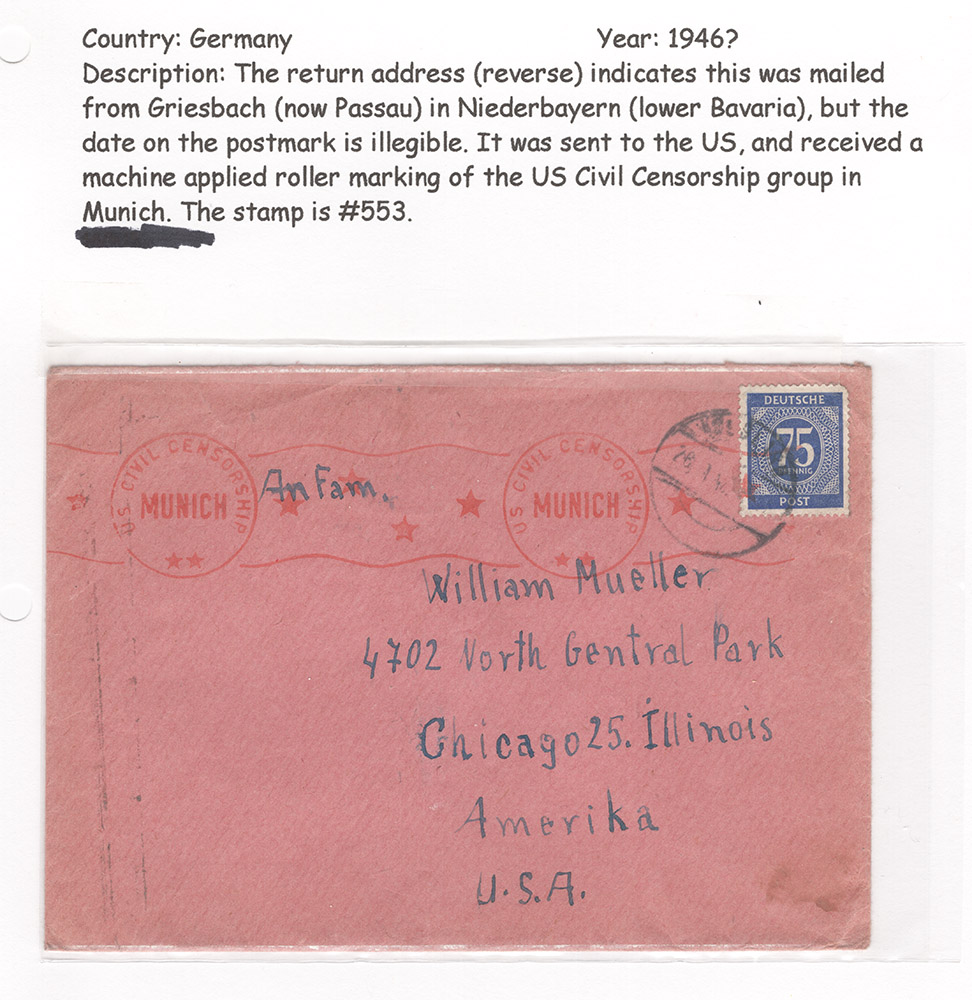 Country: Germany Year: 1946?
Description: The return address (reverse) indicates this was mailed
from Griesbach (now Passau) in Niederbayern (lower Bavaria), but the
date on the postmark is illegible. It was sent to the US, and received a
machine applied roller marking of the US Civil Censorship group in
Munich. The stamp is #553.
DEUTSCHE
75
PFENNIG
POST
U.S. CIVIL CENSORSHIP
MUNICH
U.S. CIVIL CENSORSHIP
MUNICH
An Fam.
William Mueller
4702 North Central Park
Chicago 25. Illinois
Amerika
U.S.A.